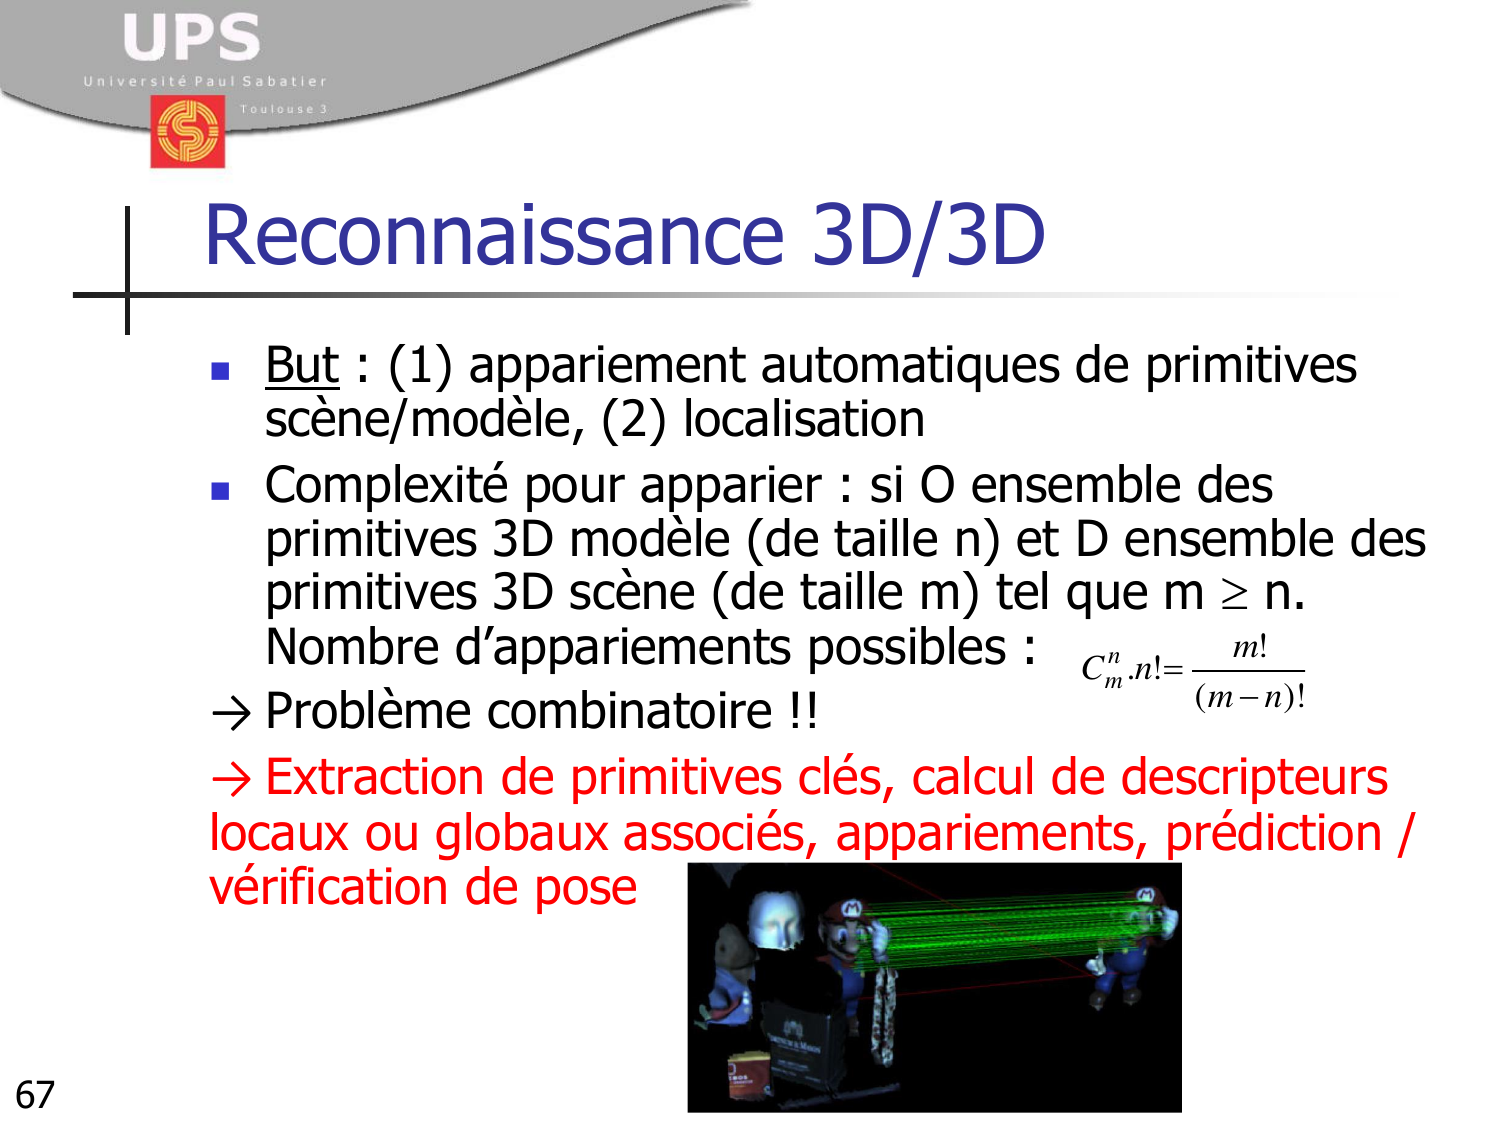 UPS
Université Paul Sabatier
Toulouse 3
Reconnaissance 3D/3D
But : (1) appariement automatiques de primitives
scène/modèle, (2) localisation
Complexité pour apparier : si O ensemble des
primitives 3D modèle (de taille n) et D ensemble des
primitives 3D scène (de taille m) tel que m ≥ n.
Nombre d’appariements possibles : C_m^n.n!=m!/(m−n)!
→ Problème combinatoire !!
→ Extraction de primitives clés, calcul de descripteurs
locaux ou globaux associés, appariements, prédiction /
vérification de pose
M
M
67